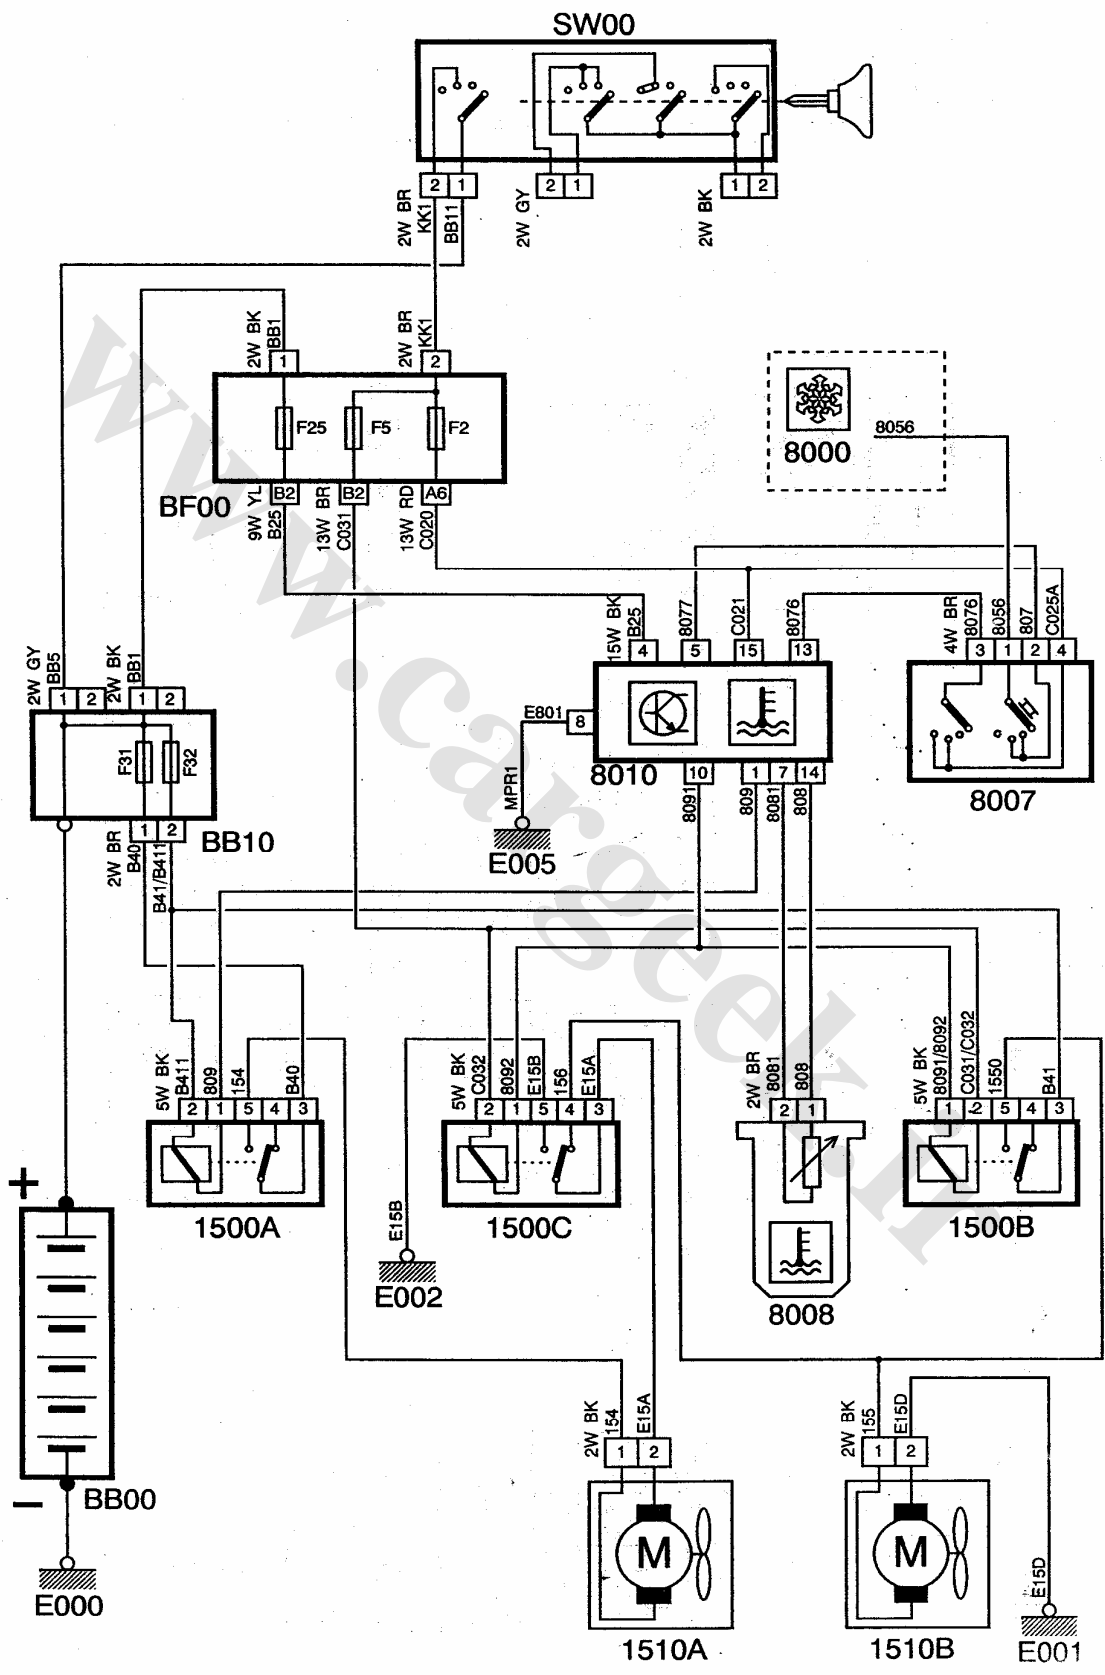 SW00
2 1
2 1
1 2
2W BR
KK1
BB11
2W GY
2W BK
2W BK
BB1
2W BR
KK1
1
2
F25
F5
F2
8000
8056
BF00
B2
B2
A6
9W YL
B25
13W BR
C031
13W RD
C020
15W BK
B25
8077
C021
8076
4W BR
8076
8056
807
C025A
4
5
15
13
3 1 2 4
2W GY
BB5
2W BK
BB1
1 2
1 2
E801
8
F31
F32
8010
10
1 7 14
8007
MPR1
8091
809
8081
808
BB10
1 2
2W BR
B40
B41/B411
E005
5W BK
B411
809
154
B40
5W BK
C032
8092
E15B
156
E15A
2W BR
8081
808
5W BK
8091/8092
C031/C032
1550
B41
2 1 5 4 3
2 1 5 4 3
2 1
1 2 5 4 3
+
1500A
1500C
1500B
E15B
E002
8008
2W BK
154
E15A
2W BK
155
E15D
1 2
1 2
–
BB00
M
M
E15D
E000
1510A
1510B
E001
www.cargeek.ir